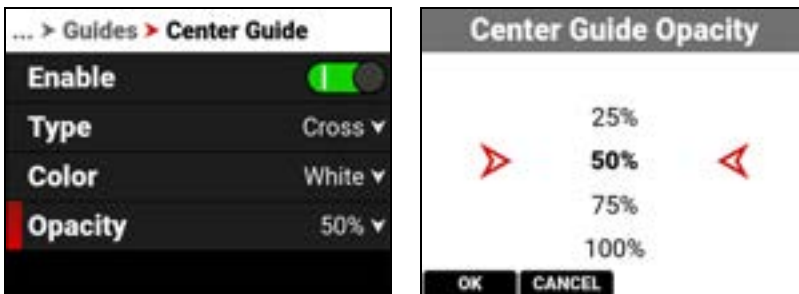 ... > Guides > Center Guide
Enable
Type Cross
Color White
Opacity 50%
Center Guide Opacity
25%
50%
75%
100%
OK CANCEL